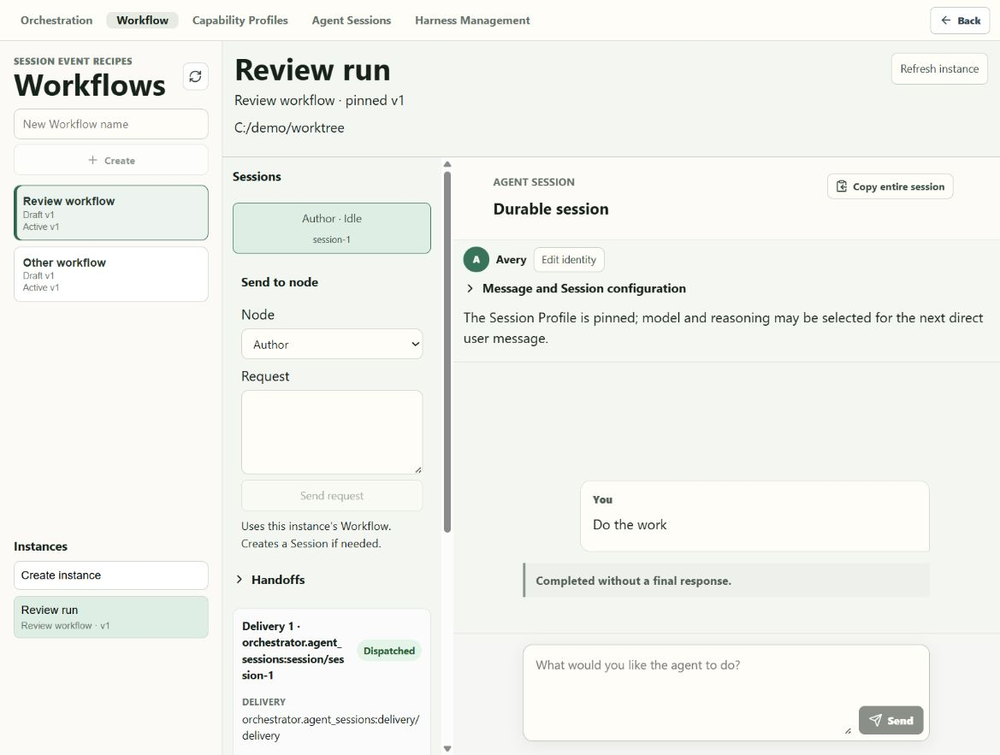 Orchestration
Workflow
Capability Profiles
Agent Sessions
Harness Management
Back
SESSION EVENT RECIPES
Workflows
New Workflow name
Create
Review workflow
Draft v1
Active v1
Other workflow
Draft v1
Active v1
Instances
Create instance
Review run
Review workflow · v1
Review run
Review workflow · pinned v1
C:/demo/worktree
Refresh instance
Sessions
Author · Idle
session-1
Send to node
Node
Author
Request
Send request
Uses this instance's Workflow.
Creates a Session if needed.
Handoffs
Delivery 1 ·
orchestrator.agent_
sessions:session/ses
sion-1
Dispatched
DELIVERY
orchestrator.agent_sessions:delivery/
delivery
AGENT SESSION
Durable session
Copy entire session
A
Avery
Edit identity
Message and Session configuration
The Session Profile is pinned; model and reasoning may be selected for the next direct
user message.
You
Do the work
Completed without a final response.
What would you like the agent to do?
Send